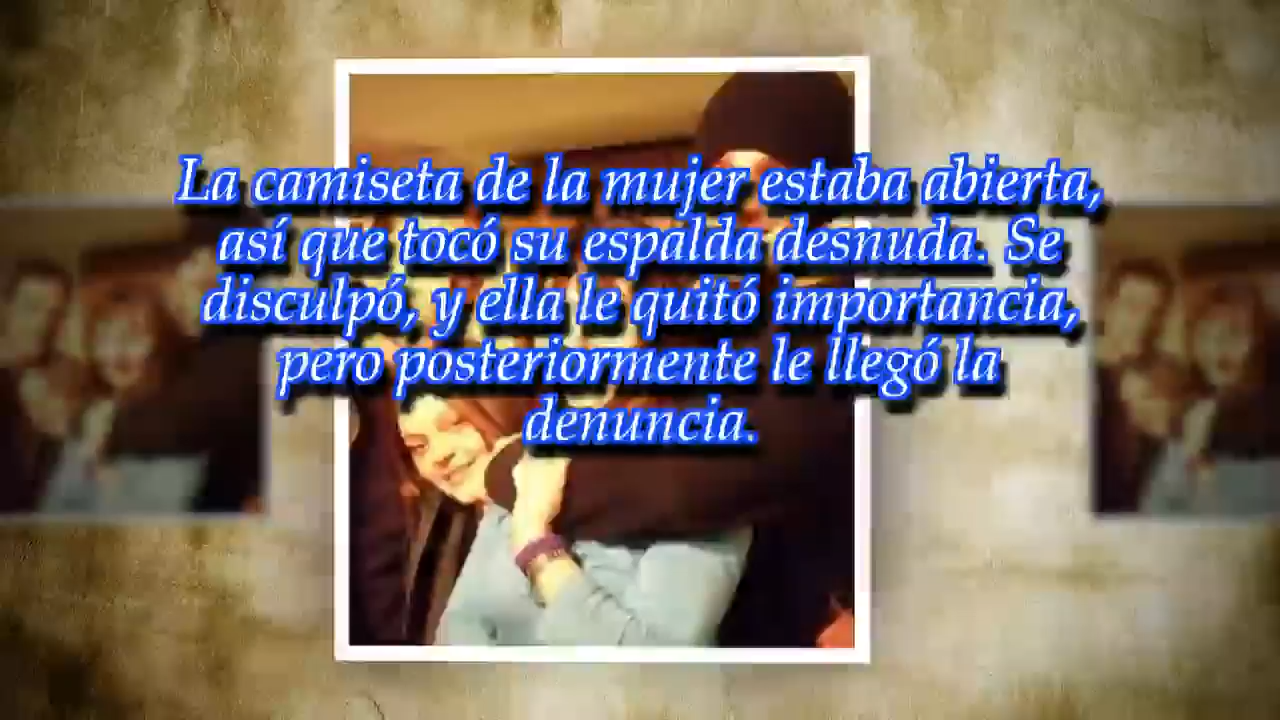 La camiseta de la mujer estaba abierta,
así que tocó su espalda desnuda. Se
disculpó, y ella le quitó importancia,
pero posteriormente le llegó la
denuncia.